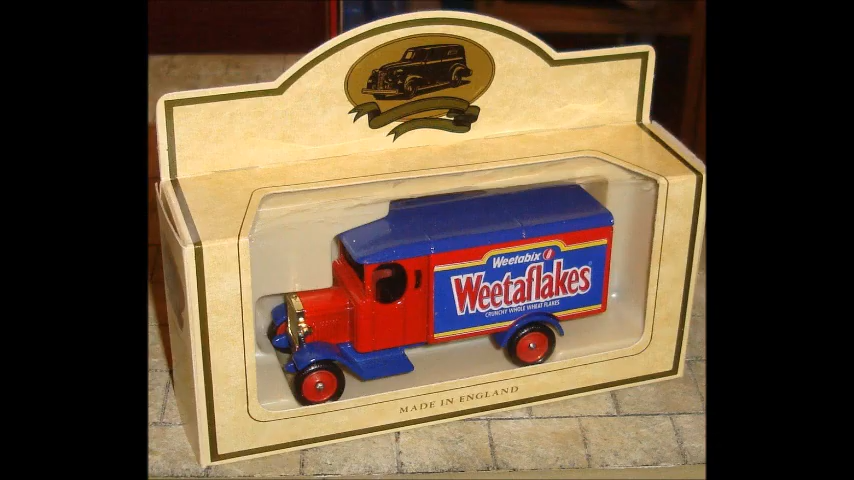 Weetabix
Weetaflakes
CRUNCHY WHOLE WHEAT FLAKES
MADE IN ENGLAND